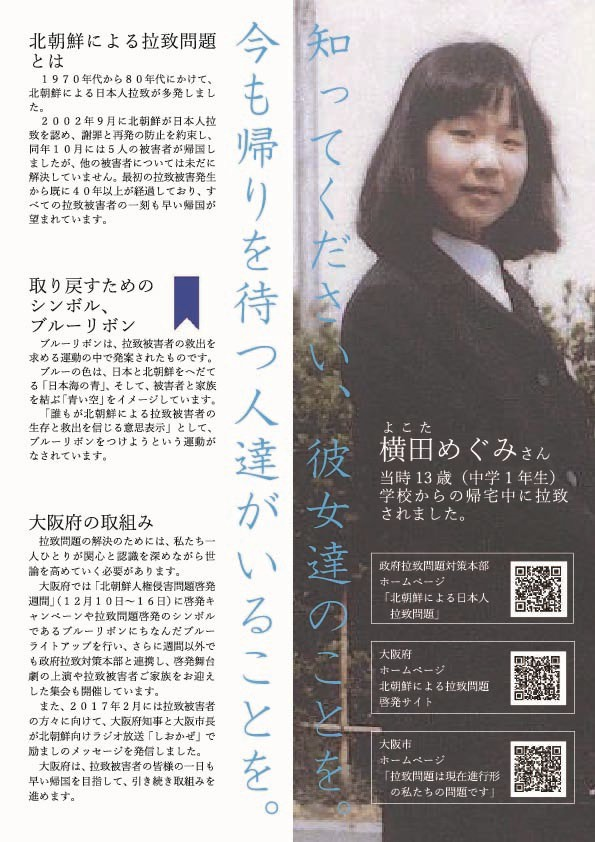 知ってください、彼女達のことを。
今も帰りを待つ人達がいることを。
北朝鮮による拉致問題
とは
１９７０年代から８０年代にかけて、
北朝鮮による日本人拉致が多発しまし
た。
２００２年９月に北朝鮮が日本人拉
致を認め、謝罪と再発の防止を約束し、
同年１０月には５人の被害者が帰国し
ましたが、他の被害者については未だに
解決していません。最初の拉致被害発生
から既に４０年以上が経過しており、す
べての拉致被害者の一刻も早い帰国が
望まれています。
取り戻すための
シンボル、
ブルーリボン
ブルーリボンは、拉致被害者の救出を
求める運動の中で発案されたものです。
ブルーの色は、日本と北朝鮮をへだて
る「日本海の青」、そして、被害者と家族
を結ぶ「青い空」をイメージしています。
「誰もが北朝鮮による拉致被害者の
生存と救出を信じる意思表示」として、
ブルーリボンをつけようという運動が
なされています。
大阪府の取組み
拉致問題の解決のためには、私たち一
人ひとりが関心と認識を深めながら世
論を高めていく必要があります。
大阪府では「北朝鮮人権侵害問題啓発
週間」（１２月１０日～１６日）に啓発キ
ャンペーンや拉致問題啓発のシンボル
であるブルーリボンにちなんだブルー
ライトアップを行い、さらに週間以外で
も政府拉致対策本部と連携し、啓発舞台
劇の上演や拉致被害者ご家族をお迎え
した集会も開催しています。
また、２０１７年２月には拉致被害者
の方々に向けて、大阪府知事と大阪市長
が北朝鮮向けラジオ放送「しおかぜ」で
励ましのメッセージを発信しました。
大阪府は、拉致被害者の皆様の一日も
早い帰国を目指して、引き続き取組みを
進めます。
よこた
横田めぐみさん
当時 13 歳（中学１年生）
学校からの帰宅中に拉致
されました。
政府拉致問題対策本部
ホームページ
「北朝鮮による日本人
拉致問題」
大阪府
ホームページ
北朝鮮による拉致問題
啓発サイト
大阪市
ホームページ
「拉致問題は現在進行形
の私たちの問題です」